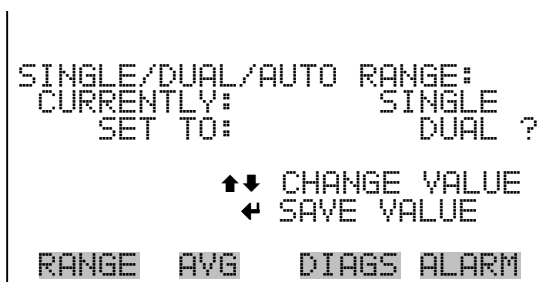 SINGLE/DUAL/AUTO RANGE:
CURRENTLY: SINGLE
SET TO: DUAL ?
⬆⬇ CHANGE VALUE
↵ SAVE VALUE
RANGE AVG DIAGS ALARM